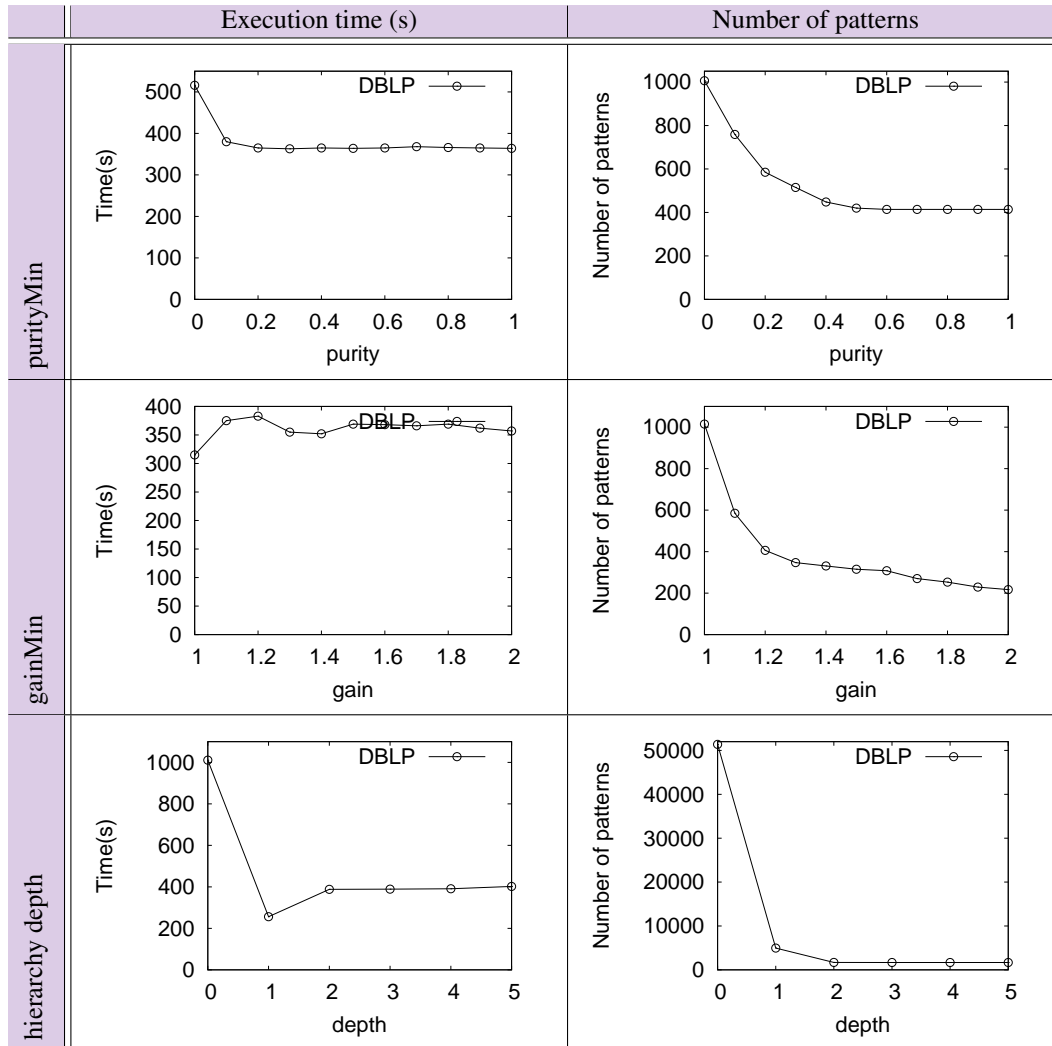 Execution time (s)
Number of patterns
purityMin
Time(s)
500
400
300
200
100
0
DBLP
0 0.2 0.4 0.6 0.8 1
purity
Number of patterns
1000
800
600
400
200
0
DBLP
0 0.2 0.4 0.6 0.8 1
purity
gainMin
Time(s)
400
350
300
250
200
150
100
50
0
DBLP
1 1.2 1.4 1.6 1.8 2
gain
Number of patterns
1000
800
600
400
200
0
DBLP
1 1.2 1.4 1.6 1.8 2
gain
hierarchy depth
Time(s)
1000
800
600
400
200
0
DBLP
0 1 2 3 4 5
depth
Number of patterns
50000
40000
30000
20000
10000
0
DBLP
0 1 2 3 4 5
depth